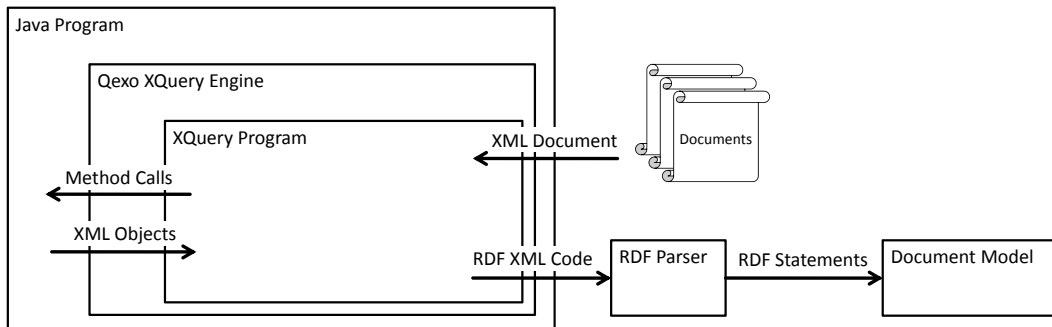 Java Program
Qexo XQuery Engine
XQuery Program
XML Document
Documents
Method Calls
XML Objects
RDF XML Code
RDF Parser
RDF Statements
Document Model